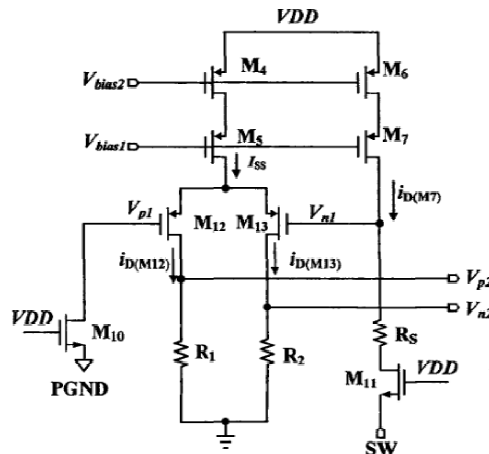 VDD
M4
M6
Vbias2
Vbias1
M5
M7
ISS
iD(M7)
Vp1
M12
M13
Vn1
iD(M12)
iD(M13)
Vp2
Vn2
VDD
M10
R1
R2
RS
M11
VDD
PGND
SW